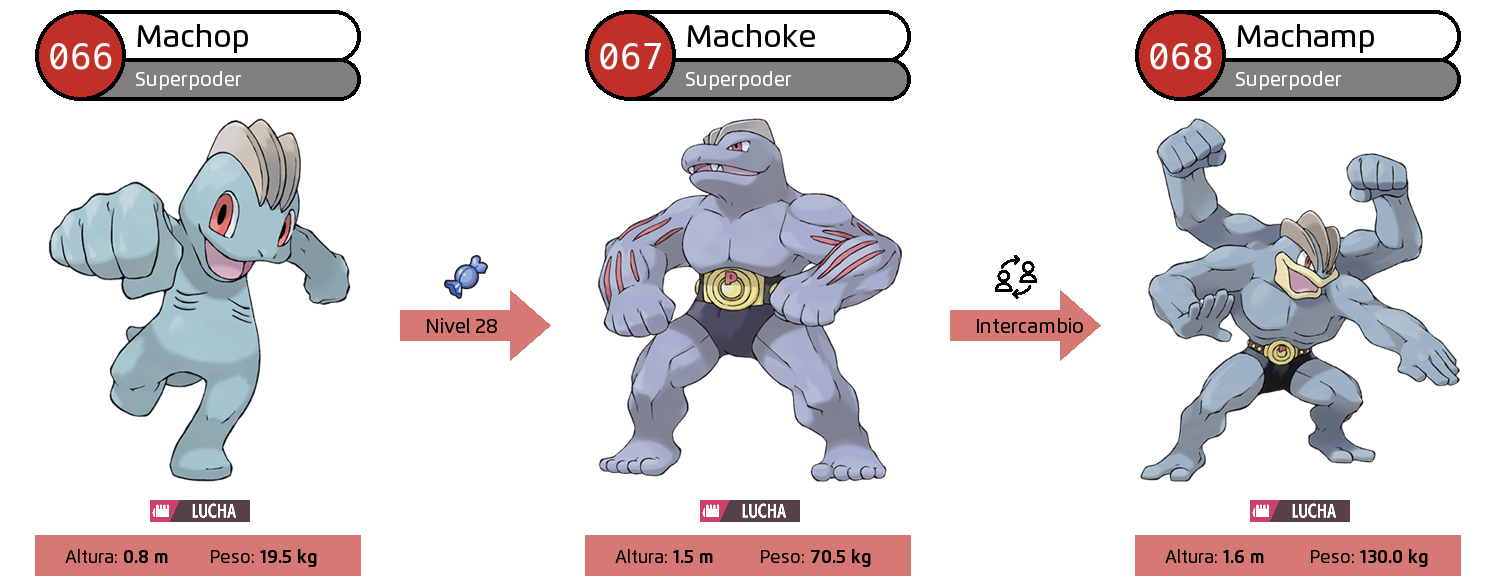 066
Machop
Superpoder
067
Machoke
Superpoder
068
Machamp
Superpoder
Nivel 28
P
Intercambio
LUCHA
LUCHA
LUCHA
Altura: 0.8 m Peso: 19.5 kg
Altura: 1.5 m Peso: 70.5 kg
Altura: 1.6 m Peso: 130.0 kg